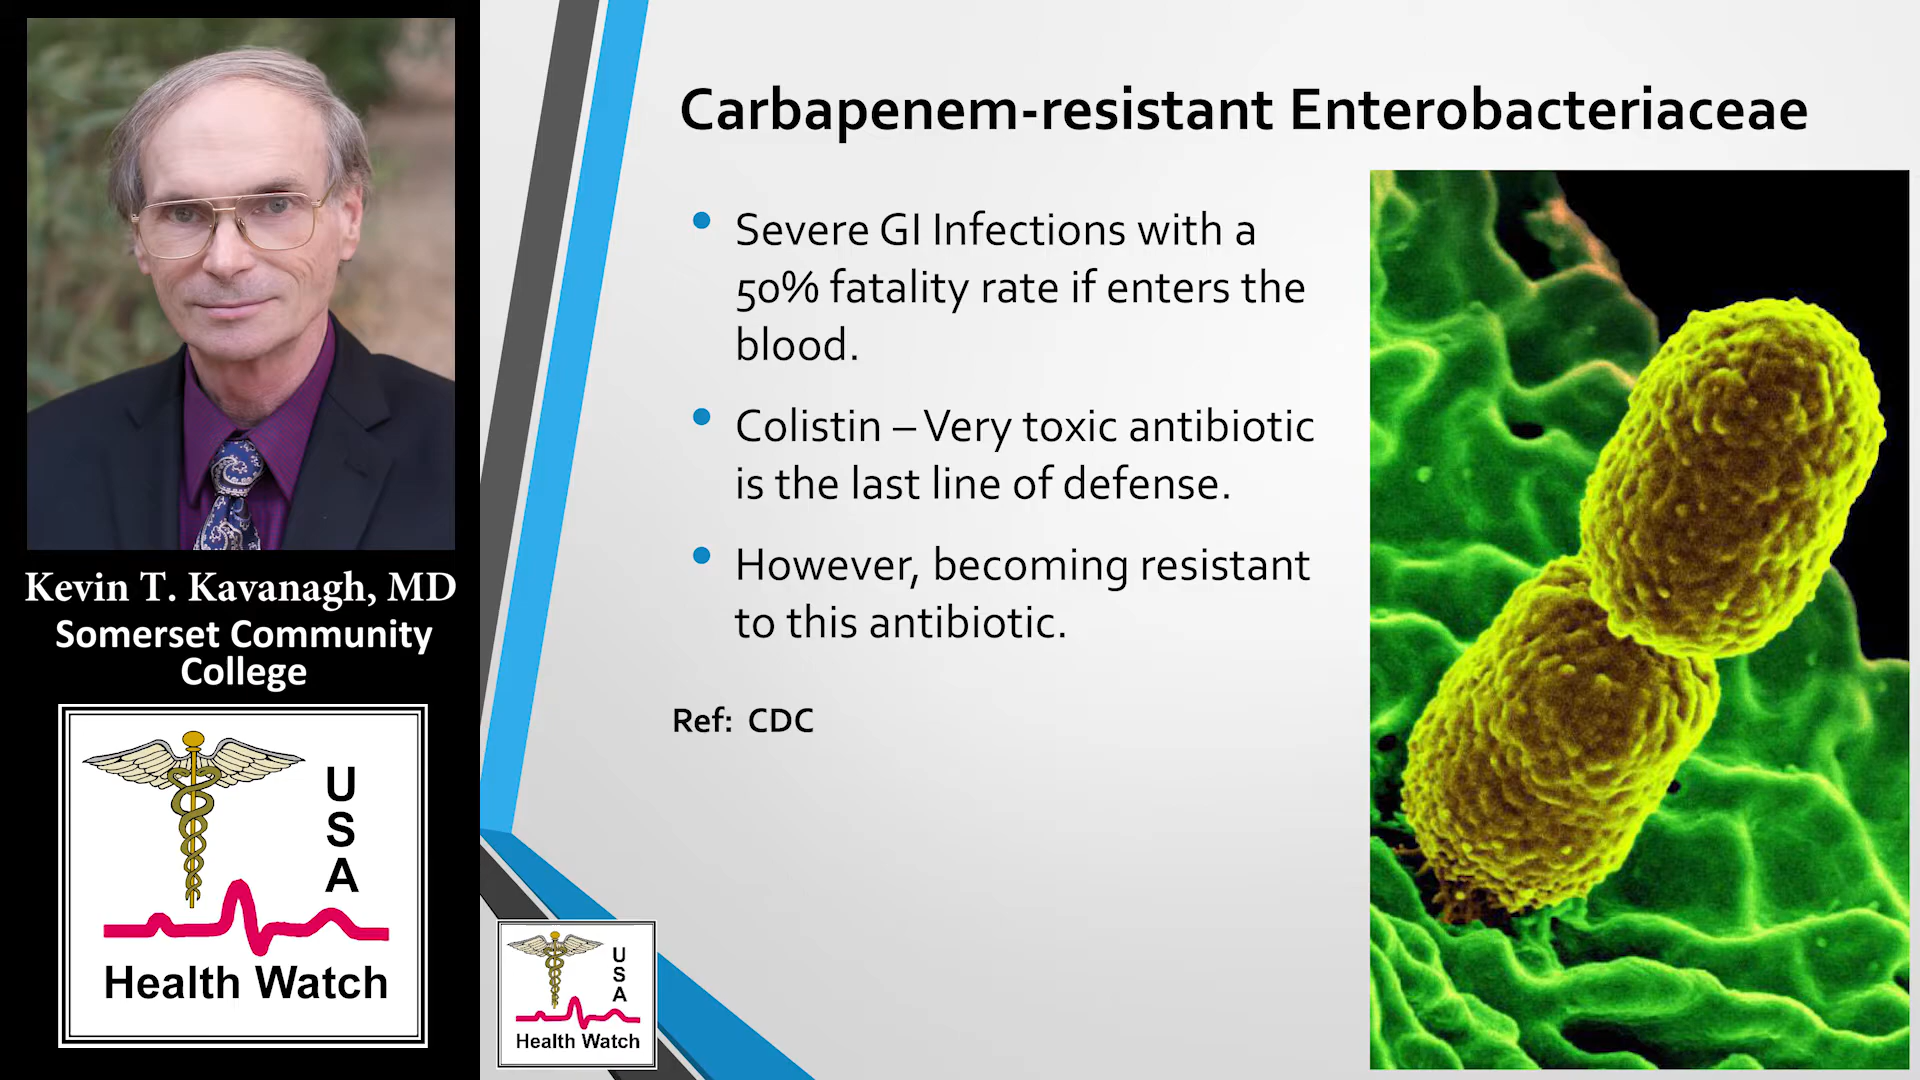 Kevin T. Kavanagh, MD
Somerset Community
College
U
S
A
Health Watch
Carbapenem-resistant Enterobacteriaceae
• Severe GI Infections with a
50% fatality rate if enters the
blood.
• Colistin – Very toxic antibiotic
is the last line of defense.
• However, becoming resistant
to this antibiotic.
Ref: CDC
U
S
A
Health Watch